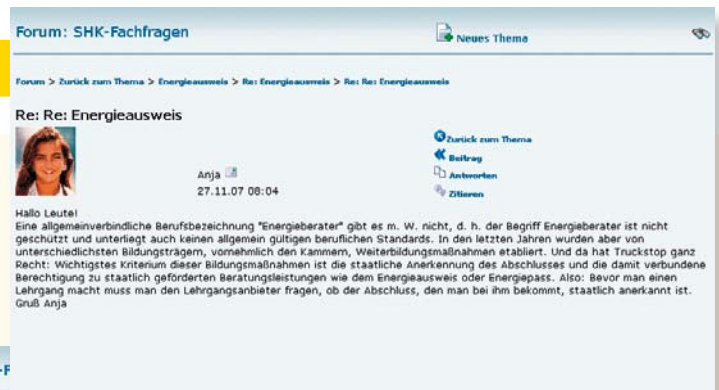 Forum: SHK-Fachfragen
Neues Thema
Forum > Zurück zum Thema > Energieausweis > Re: Energieausweis > Re: Re: Energieausweis
Re: Re: Energieausweis
Zurück zum Thema
Beitrag
Anja
Antworten
27.11.07 08:04
Zitieren
Hallo Leute!
Eine allgemeinverbindliche Berufsbezeichnung "Energieberater" gibt es m. W. nicht, d. h. der Begriff Energieberater ist nicht
geschützt und unterliegt auch keinen allgemein gültigen beruflichen Standards. In den letzten Jahren wurden aber von
unterschiedlichsten Bildungsträgern, vornehmlich den Kammern, Weiterbildungsmaßnahmen etabliert. Und da hat Truckstop ganz
Recht: Wichtigstes Kriterium dieser Bildungsmaßnahmen ist die staatliche Anerkennung des Abschlusses und die damit verbundene
Berechtigung zu staatlich geförderten Beratungsleistungen wie dem Energieausweis oder Energiepass. Also: Bevor man einen
Lehrgang macht muss man den Lehrgangsanbieter fragen, ob der Abschluss, den man bei ihm bekommt, staatlich anerkannt ist.
Gruß Anja
-F